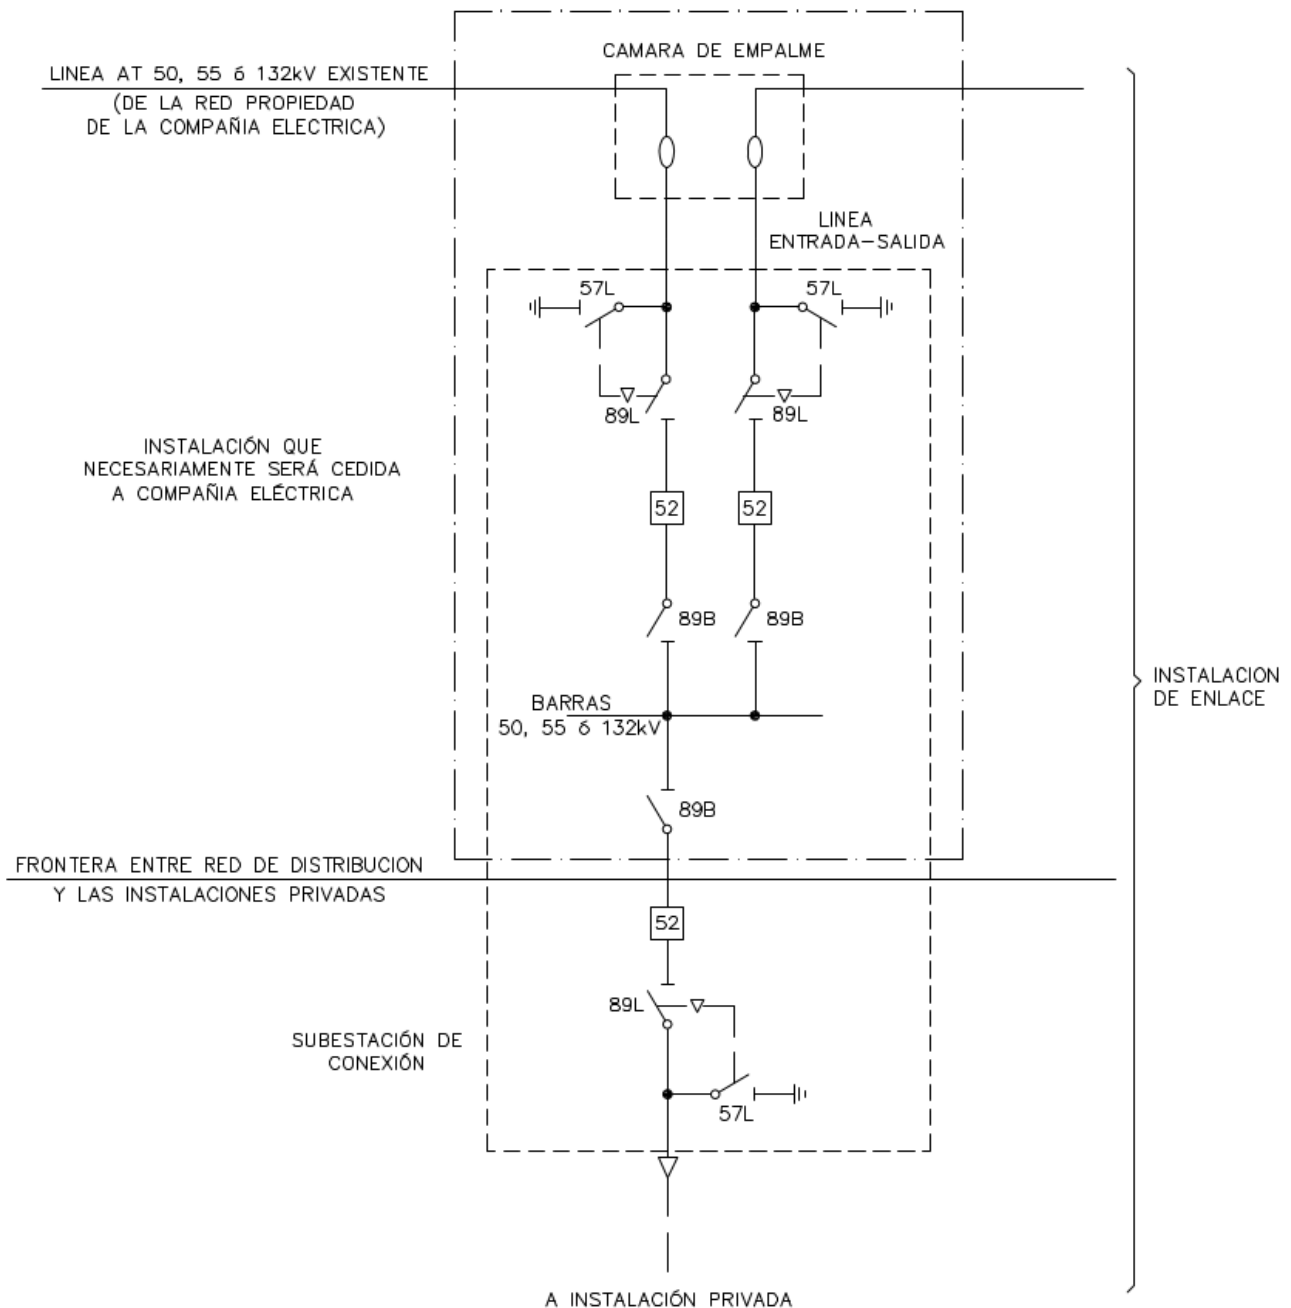 CAMARA DE EMPALME
LINEA AT 50, 55 ó 132kV EXISTENTE
(DE LA RED PROPIEDAD
DE LA COMPAÑIA ELECTRICA)
LINEA
ENTRADA-SALIDA
57L
57L
89L
89L
INSTALACIÓN QUE
NECESARIAMENTE SERÁ CEDIDA
A COMPAÑIA ELÉCTRICA
52
52
89B
89B
INSTALACION
DE ENLACE
BARRAS
50, 55 ó 132kV
89B
FRONTERA ENTRE RED DE DISTRIBUCION
Y LAS INSTALACIONES PRIVADAS
52
89L
SUBESTACIÓN DE
CONEXIÓN
57L
A INSTALACIÓN PRIVADA